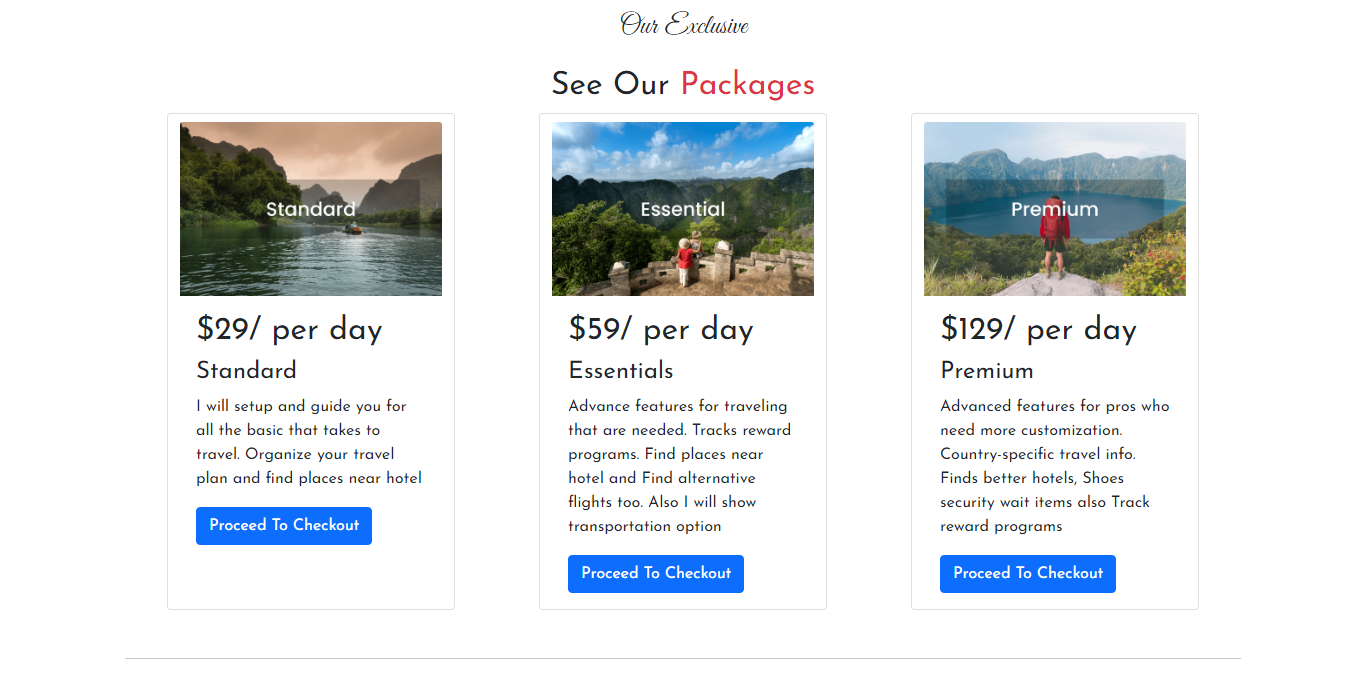 Our Exclusive
See Our Packages
Standard
$29/ per day
Standard
I will setup and guide you for
all the basic that takes to
travel. Organize your travel
plan and find places near hotel
Proceed To Checkout
Essential
$59/ per day
Essentials
Advance features for traveling
that are needed. Tracks reward
programs. Find places near
hotel and Find alternative
flights too. Also I will show
transportation option
Proceed To Checkout
Premium
$129/ per day
Premium
Advanced features for pros who
need more customization.
Country-specific travel info.
Finds better hotels, Shoes
security wait items also Track
reward programs
Proceed To Checkout